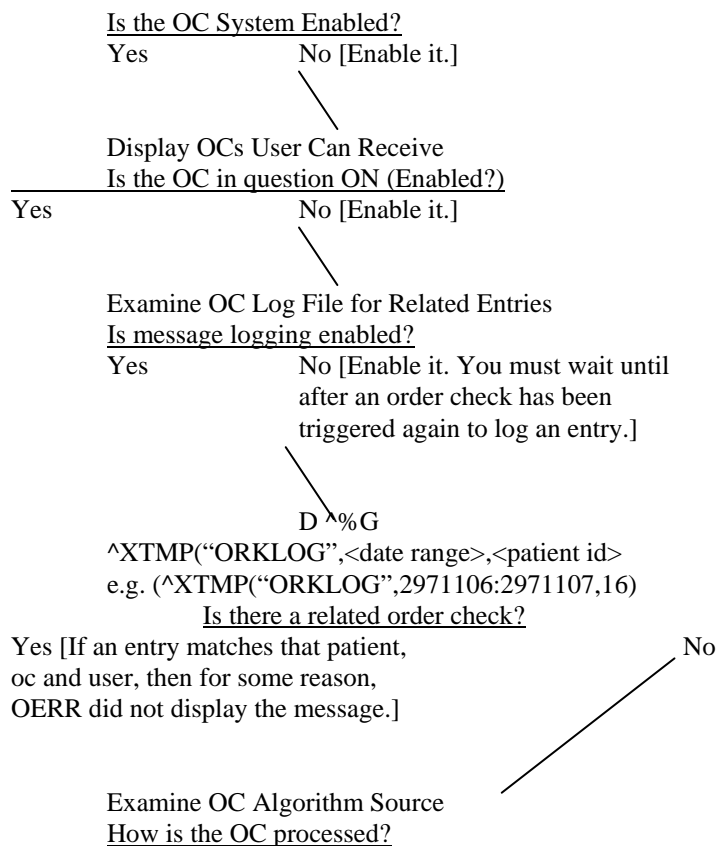 Is the OC System Enabled?
Yes No [Enable it.]
Display OCs User Can Receive
Is the OC in question ON (Enabled?)
Yes No [Enable it.]
Examine OC Log File for Related Entries
Is message logging enabled?
Yes No [Enable it. You must wait until
after an order check has been
triggered again to log an entry.]
D ^%G
^XTMP(“ORKLOG”,<date range>,<patient id>
e.g. (^XTMP(“ORKLOG”,2971106:2971107,16)
Is there a related order check?
Yes [If an entry matches that patient, No
oc and user, then for some reason,
OERR did not display the message.]
Examine OC Algorithm Source
How is the OC processed?